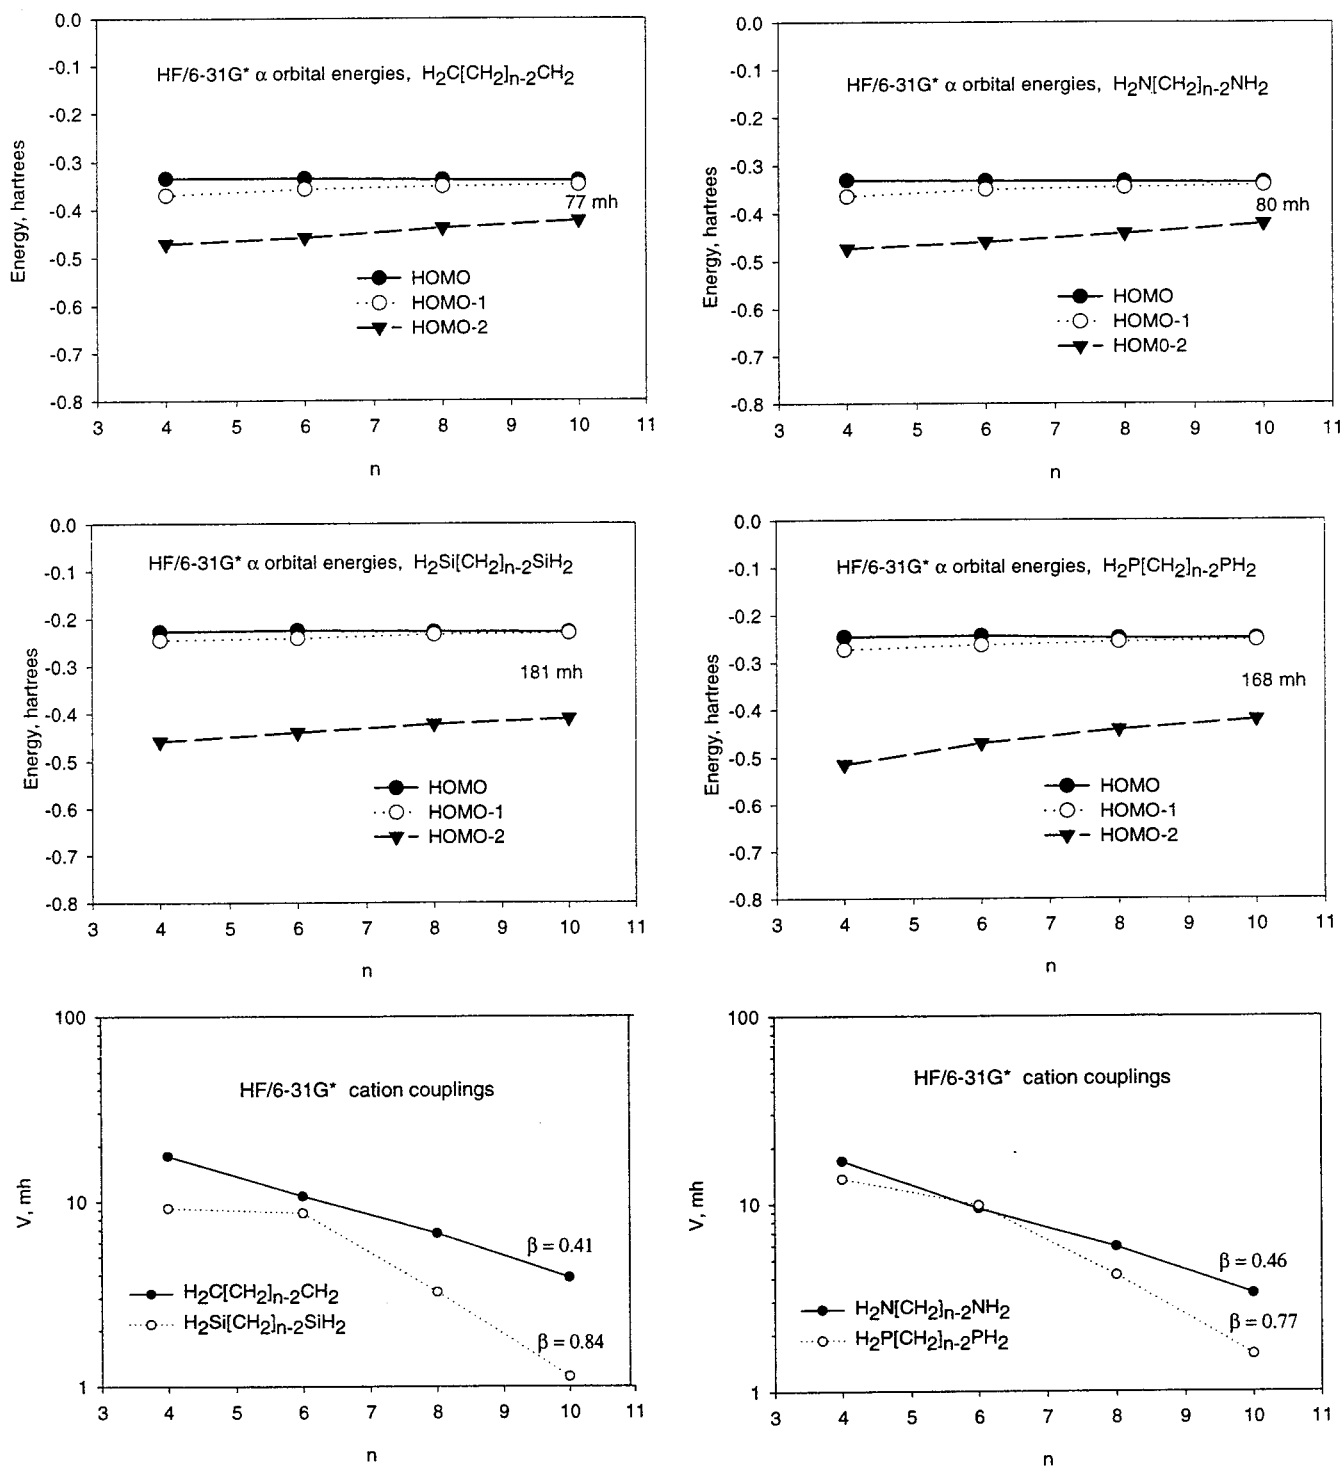 HF/6-31G* α orbital energies, H2C[CH2]n-2CH2
0.0
-0.1
-0.2
-0.3
-0.4
-0.5
-0.6
-0.7
-0.8
Energy, hartrees
77 mh
HOMO
HOMO-1
HOMO-2
3 4 5 6 7 8 9 10 11
n
HF/6-31G* α orbital energies, H2N[CH2]n-2NH2
0.0
-0.1
-0.2
-0.3
-0.4
-0.5
-0.6
-0.7
-0.8
Energy, hartrees
80 mh
HOMO
HOMO-1
HOM0-2
3 4 5 6 7 8 9 10 11
n
HF/6-31G* α orbital energies, H2Si[CH2]n-2SiH2
0.0
-0.1
-0.2
-0.3
-0.4
-0.5
-0.6
-0.7
-0.8
Energy, hartrees
181 mh
HOMO
HOMO-1
HOMO-2
3 4 5 6 7 8 9 10 11
n
HF/6-31G* α orbital energies, H2P[CH2]n-2PH2
0.0
-0.1
-0.2
-0.3
-0.4
-0.5
-0.6
-0.7
-0.8
Energy, hartrees
168 mh
HOMO
HOMO-1
HOMO-2
3 4 5 6 7 8 9 10 11
n
HF/6-31G* cation couplings
100
10
1
V, mh
β = 0.41
H2C[CH2]n-2CH2
H2Si[CH2]n-2SiH2
β = 0.84
3 4 5 6 7 8 9 10 11
n
HF/6-31G* cation couplings
100
10
1
V, mh
β = 0.46
H2N[CH2]n-2NH2
β = 0.77
H2P[CH2]n-2PH2
3 4 5 6 7 8 9 10 11
n